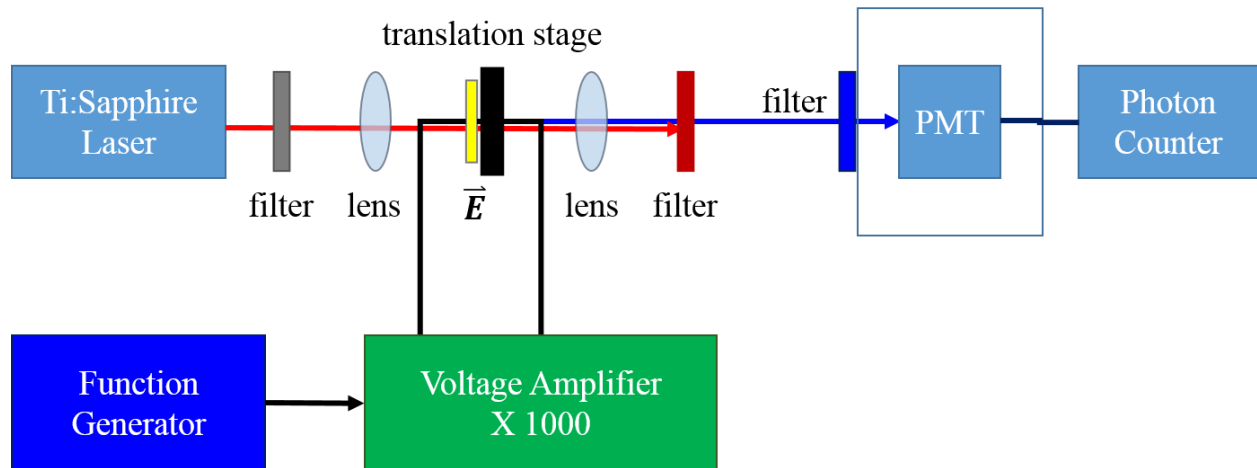 translation stage
Ti:Sapphire
Laser
filter
lens
E
lens
filter
filter
PMT
Photon
Counter
Function
Generator
Voltage Amplifier
X 1000